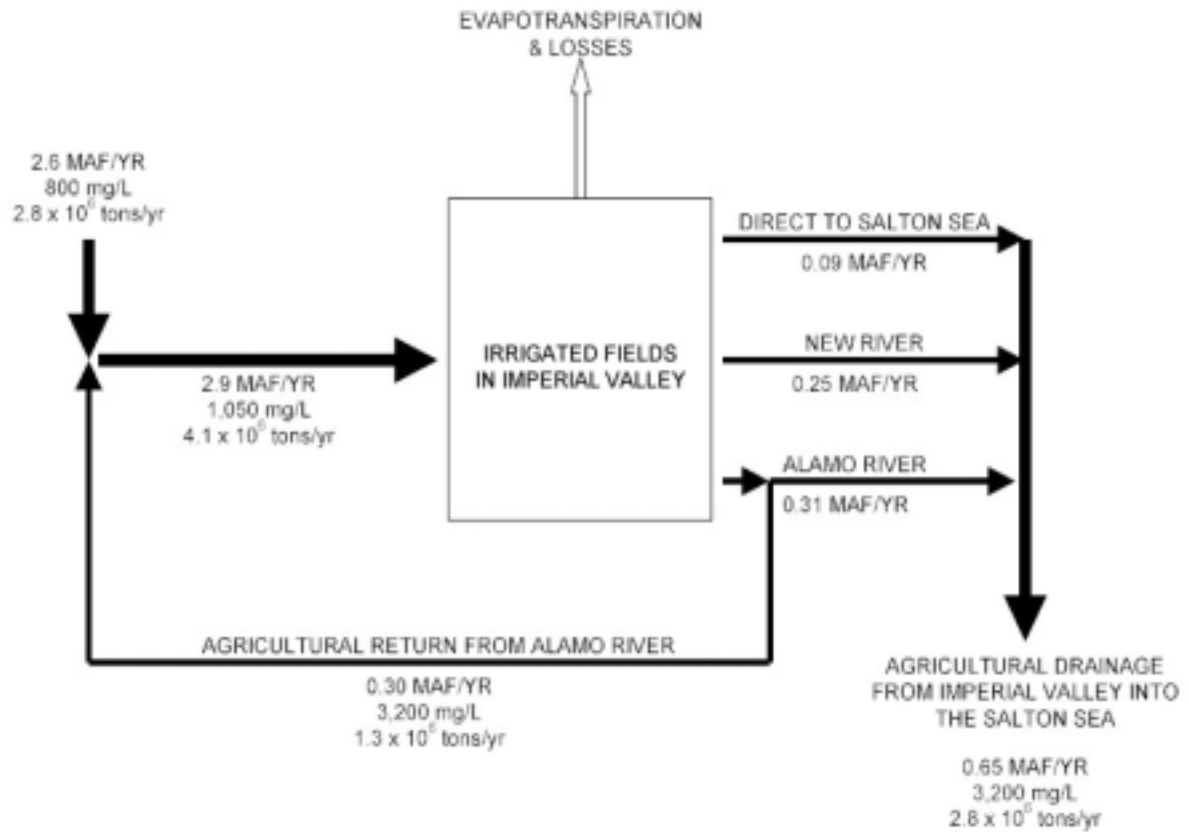 EVAPOTRANSPIRATION
& LOSSES
2.6 MAF/YR
800 mg/L
2.8 x 10⁶ tons/yr
DIRECT TO SALTON SEA
0.09 MAF/YR
IRRIGATED FIELDS
IN IMPERIAL VALLEY
NEW RIVER
0.25 MAF/YR
2.9 MAF/YR
1,050 mg/L
4.1 x 10⁶ tons/yr
ALAMO RIVER
0.31 MAF/YR
AGRICULTURAL RETURN FROM ALAMO RIVER
0.30 MAF/YR
3,200 mg/L
1.3 x 10⁶ tons/yr
AGRICULTURAL DRAINAGE
FROM IMPERIAL VALLEY INTO
THE SALTON SEA
0.65 MAF/YR
3,200 mg/L
2.8 x 10⁶ tons/yr